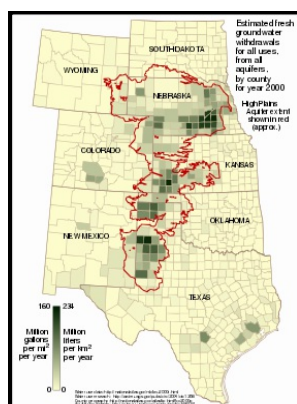 Estimated fresh
groundwater
withdrawals
for all uses,
from all
aquifers,
by county
for year 2000
High Plains
Aquifer extent
shown in red
(approx.)
SOUTH DAKOTA
WYOMING
NEBRASKA
COLORADO
KANSAS
OKLAHOMA
NEW MEXICO
TEXAS
160 234
Million
gallons
per mi²
per year
Million
liters
per km²
per year
0 0